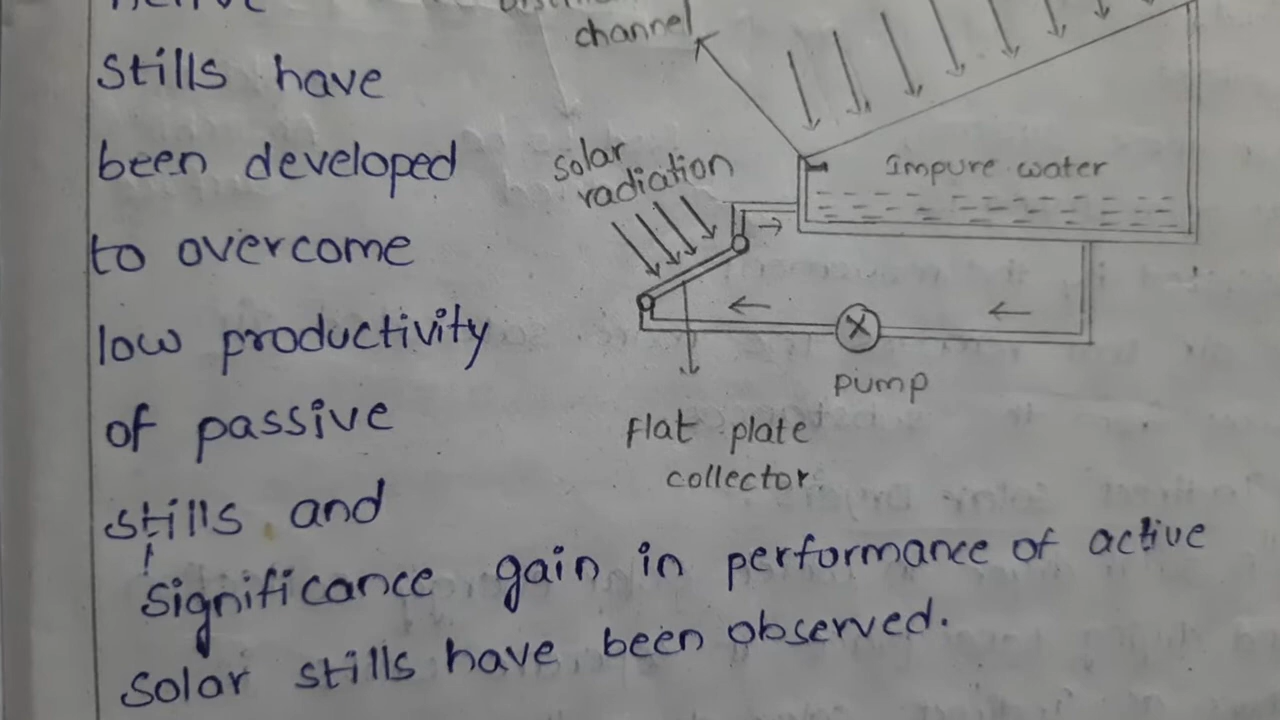 stills have
been developed
to overcome
low productivity
of passive
stills and
significance gain in performance of active
solar stills have been observed.
channel
solar
radiation
Impure water
pump
Flat plate
collector.